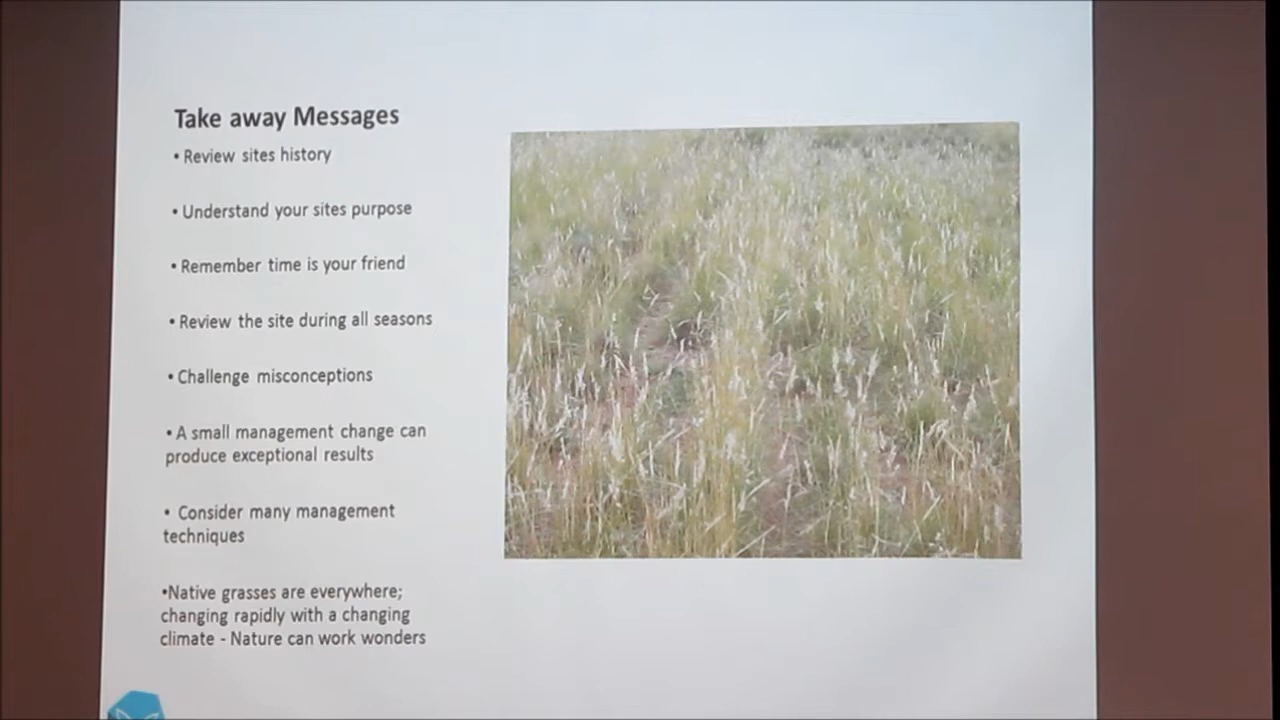 Take away Messages
• Review sites history
• Understand your sites purpose
• Remember time is your friend
• Review the site during all seasons
• Challenge misconceptions
• A small management change can
produce exceptional results
• Consider many management
techniques
•Native grasses are everywhere;
changing rapidly with a changing
climate - Nature can work wonders